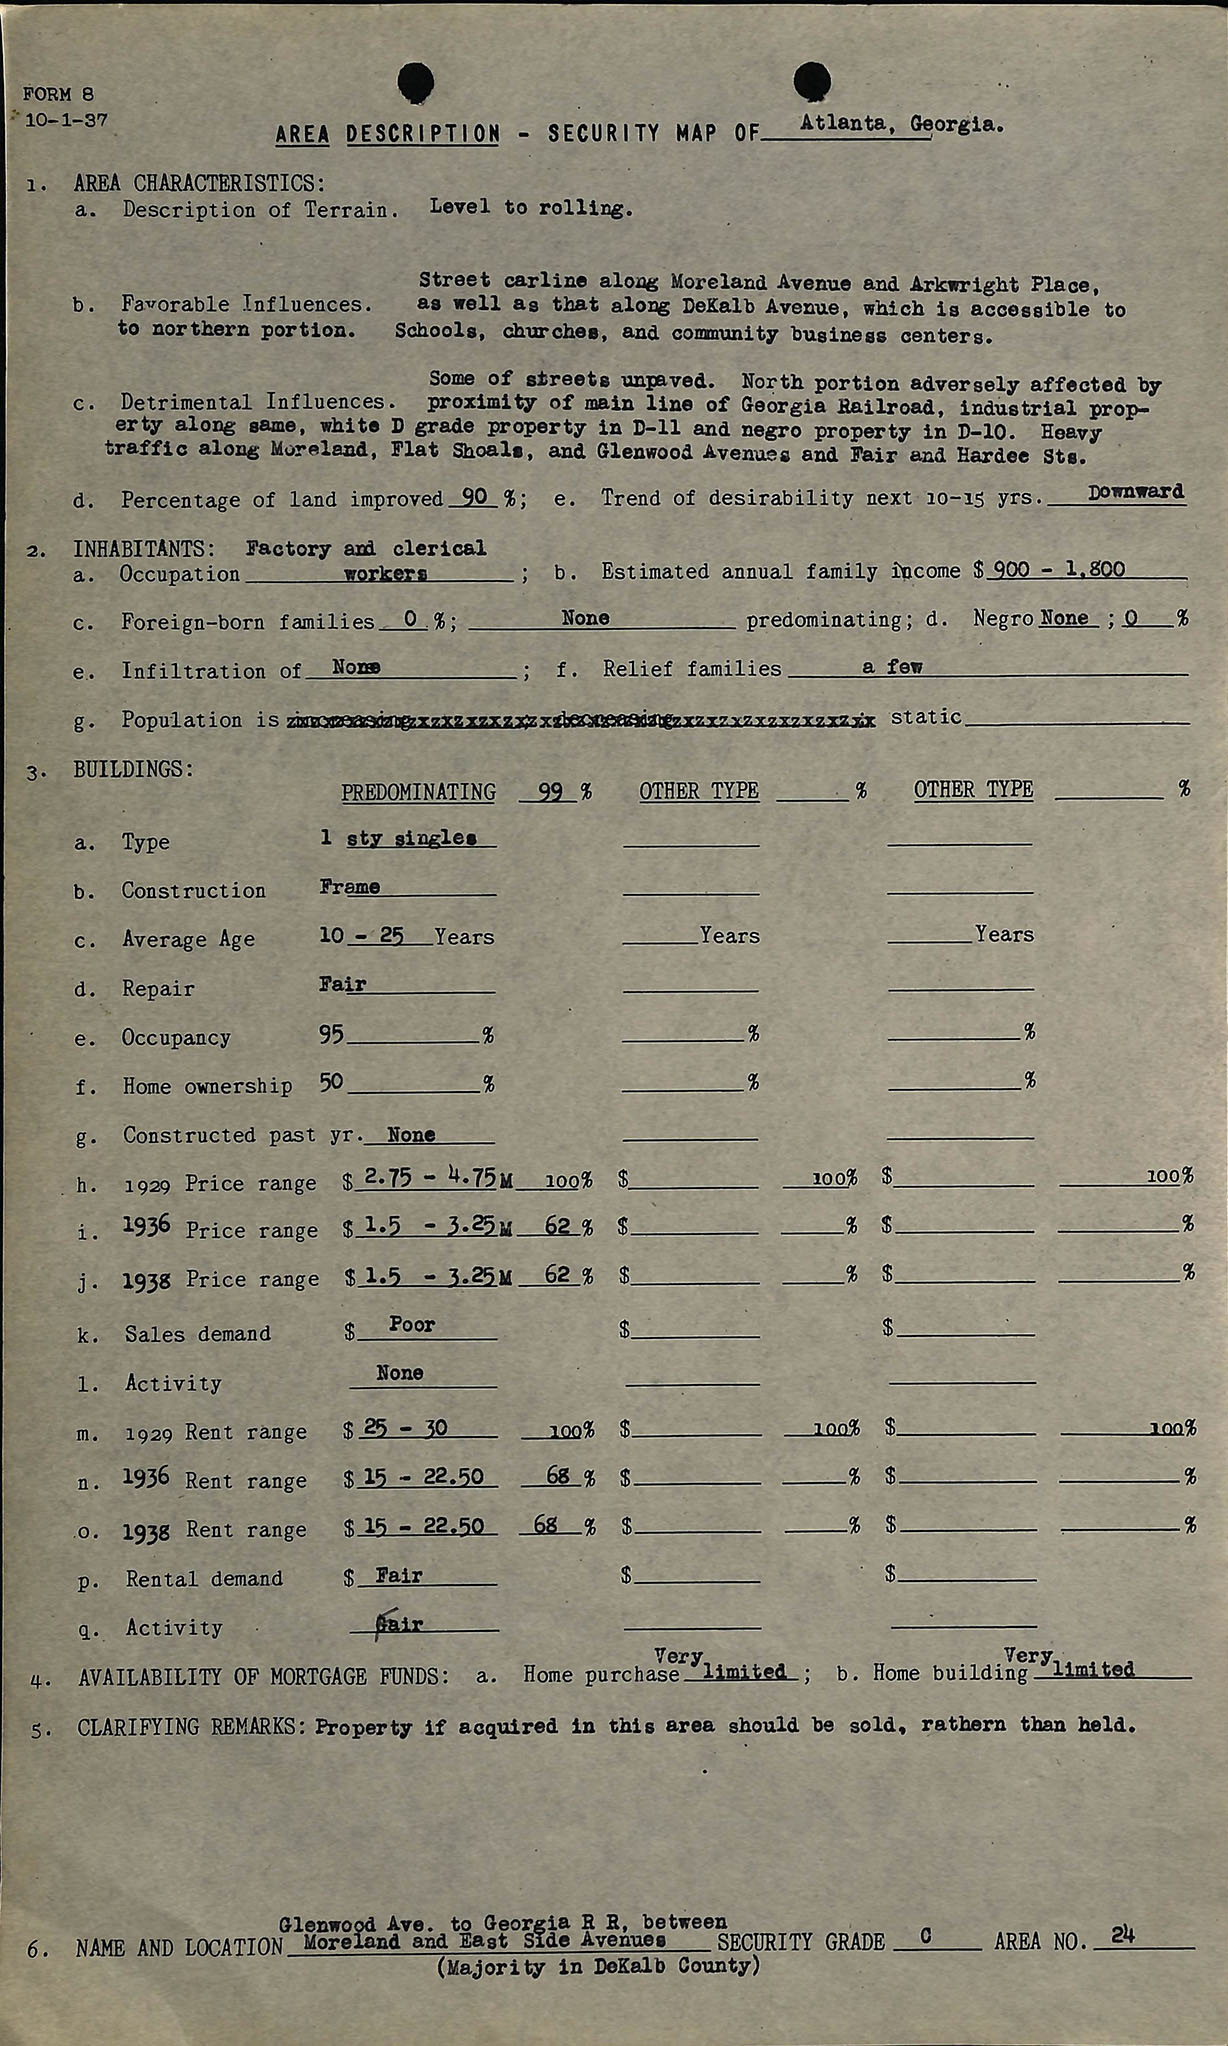 FORM 8
10-1-37
AREA DESCRIPTION - SECURITY MAP OF Atlanta, Georgia.
1. AREA CHARACTERISTICS:
a. Description of Terrain. Level to rolling.
Street carline along Moreland Avenue and Arkwright Place,
b. Favorable Influences. as well as that along DeKalb Avenue, which is accessible to
to northern portion. Schools, churches, and community business centers.
Some of streets unpaved. North portion adversely affected by
c. Detrimental Influences. proximity of main line of Georgia Railroad, industrial prop-
erty along same, white D grade property in D-11 and negro property in D-10. Heavy
traffic along Moreland, Flat Shoals, and Glenwood Avenues and Fair and Hardee Sts.
d. Percentage of land improved 90 %; e. Trend of desirability next 10-15 yrs. Downward
2. INHABITANTS: Factory and clerical
a. Occupation workers ; b. Estimated annual family income $ 900 - 1,800
c. Foreign-born families 0 %; None predominating; d. Negro None ; 0 %
e. Infiltration of None ; f. Relief families a few
g. Population is static
3. BUILDINGS:
PREDOMINATING 99 % OTHER TYPE % OTHER TYPE %
a. Type 1 sty singles
b. Construction Frame
c. Average Age 10 - 25 Years Years Years
d. Repair Fair
e. Occupancy 95 % % %
f. Home ownership 50 % % %
g. Constructed past yr. None
h. 1929 Price range $ 2.75 - 4.75M 100% $ 100% $ 100%
i. 1936 Price range $ 1.5 - 3.25M 62 % $ % $ %
j. 1938 Price range $ 1.5 - 3.25M 62 % $ % $ %
k. Sales demand $ Poor $ $
l. Activity None
m. 1929 Rent range $ 25 - 30 100% $ 100% $ 100%
n. 1936 Rent range $ 15 - 22.50 68 % $ % $ %
o. 1938 Rent range $ 15 - 22.50 68 % $ % $ %
p. Rental demand $ Fair $ $
q. Activity Fair
Very Very
4. AVAILABILITY OF MORTGAGE FUNDS: a. Home purchase limited ; b. Home building limited
5. CLARIFYING REMARKS: Property if acquired in this area should be sold, rathern than held.
Glenwood Ave. to Georgia R R, between
6. NAME AND LOCATION Moreland and East Side Avenues SECURITY GRADE C AREA NO. 24
(Majority in DeKalb County)